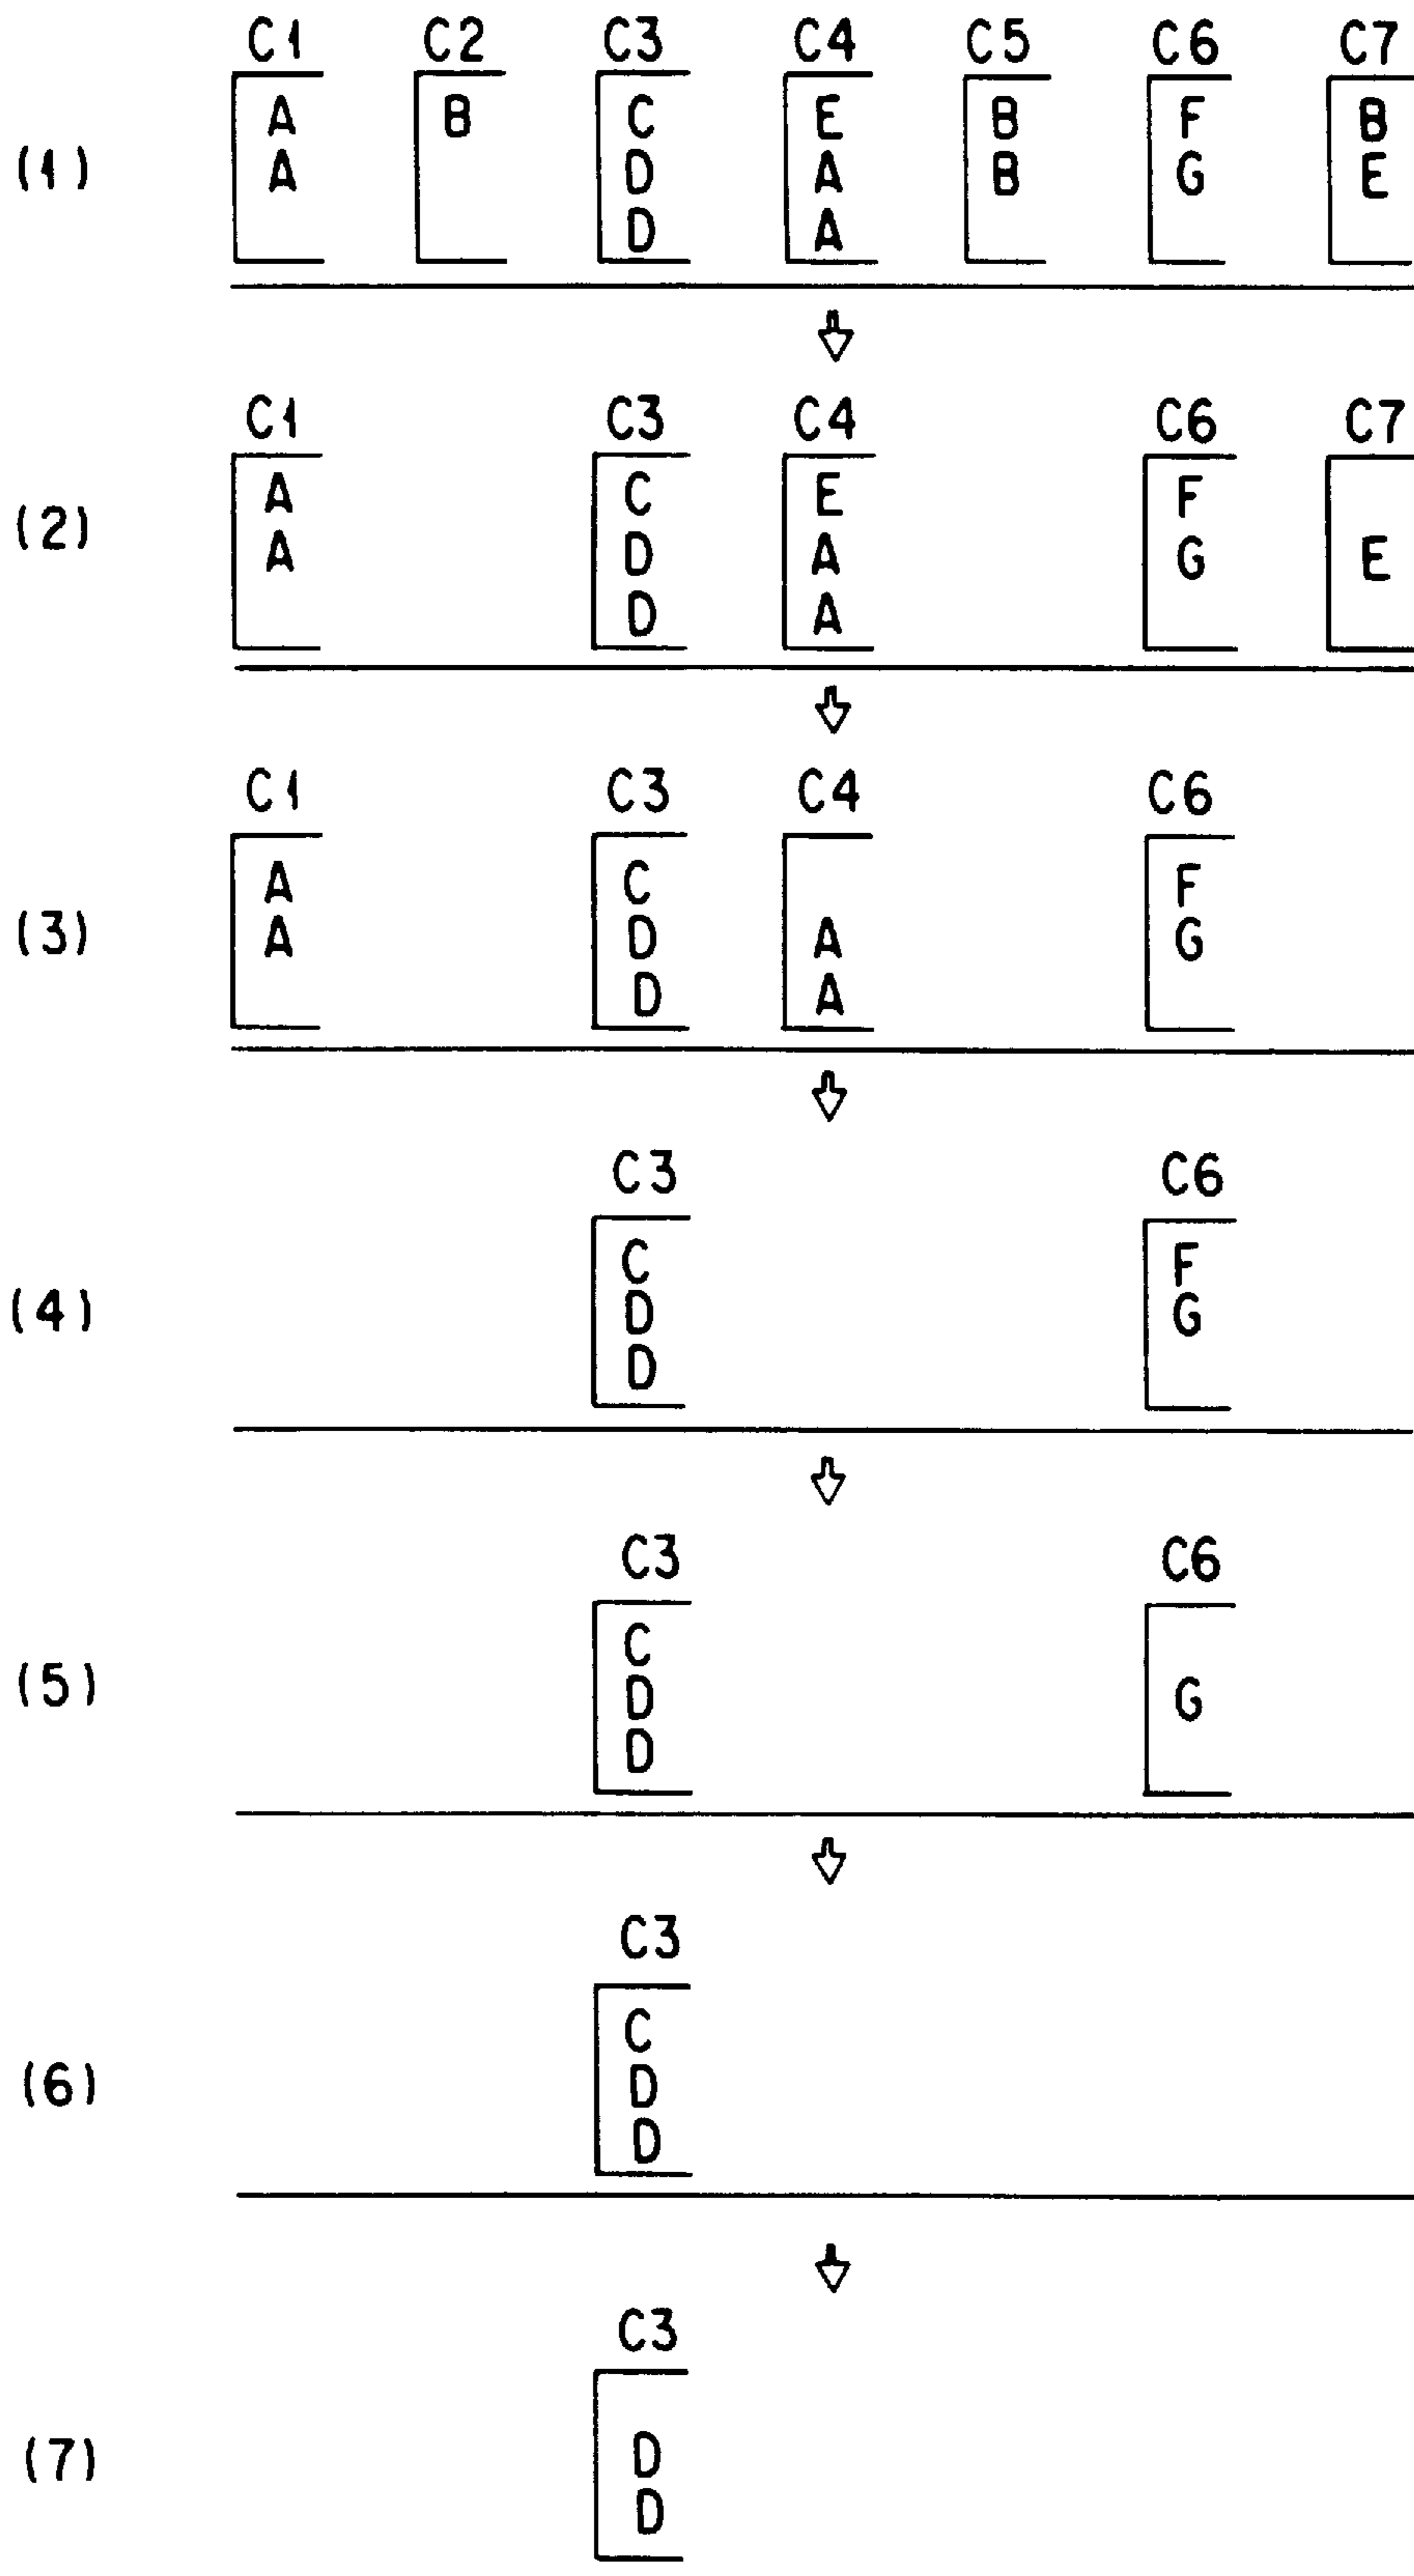 C1 C2 C3 C4 C5 C6 C7
A B C E B F B
(1) A D A B G E
D A
C1 C3 C4 C6 C7
A C E F
(2) A D A G E
D A
C1 C3 C4 C6
A C F
(3) A D A G
D A
C3 C6
C F
(4) D G
D
C3 C6
C
(5) D G
D
C3
C
(6) D
D
C3
(7) D
D